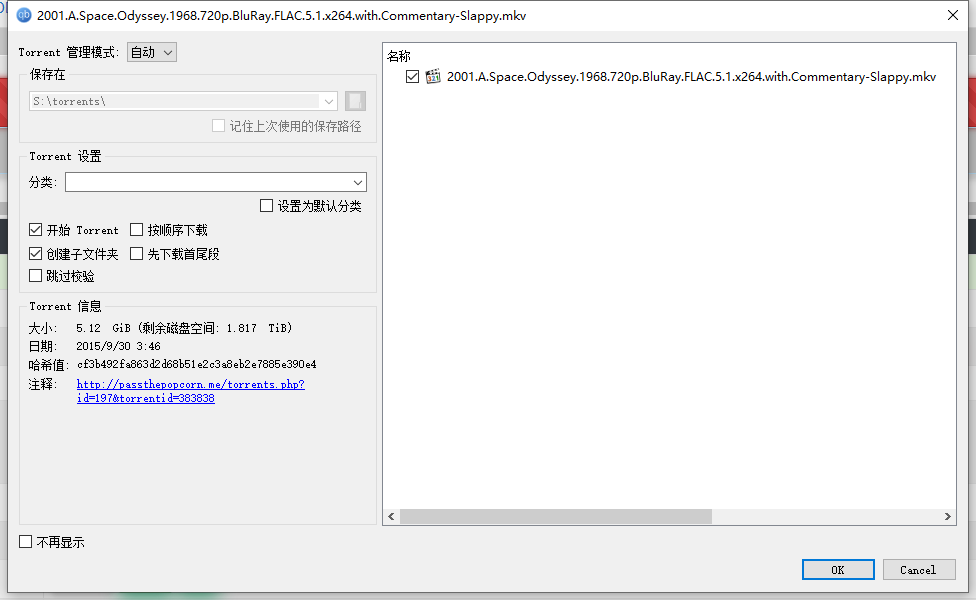 2001.A.Space.Odyssey.1968.720p.BluRay.FLAC.5.1.x264.with.Commentary-Slappy.mkv
Torrent 管理模式: 自动
保存在
S:\torrents\
记住上次使用的保存路径
Torrent 设置
分类:
设置为默认分类
开始 Torrent 按顺序下载
创建子文件夹 先下载首尾段
跳过校验
Torrent 信息
大小: 5.12 GiB (剩余磁盘空间: 1.817 TiB)
日期: 2015/9/30 3:46
哈希值: cf3b492fa863d2d68b51e2c3a8eb2e7885e390e4
注释: http://passthepopcorn.me/torrents.php?
id=197&torrentid=383838
不再显示
名称
2001.A.Space.Odyssey.1968.720p.BluRay.FLAC.5.1.x264.with.Commentary-Slappy.mkv
OK Cancel